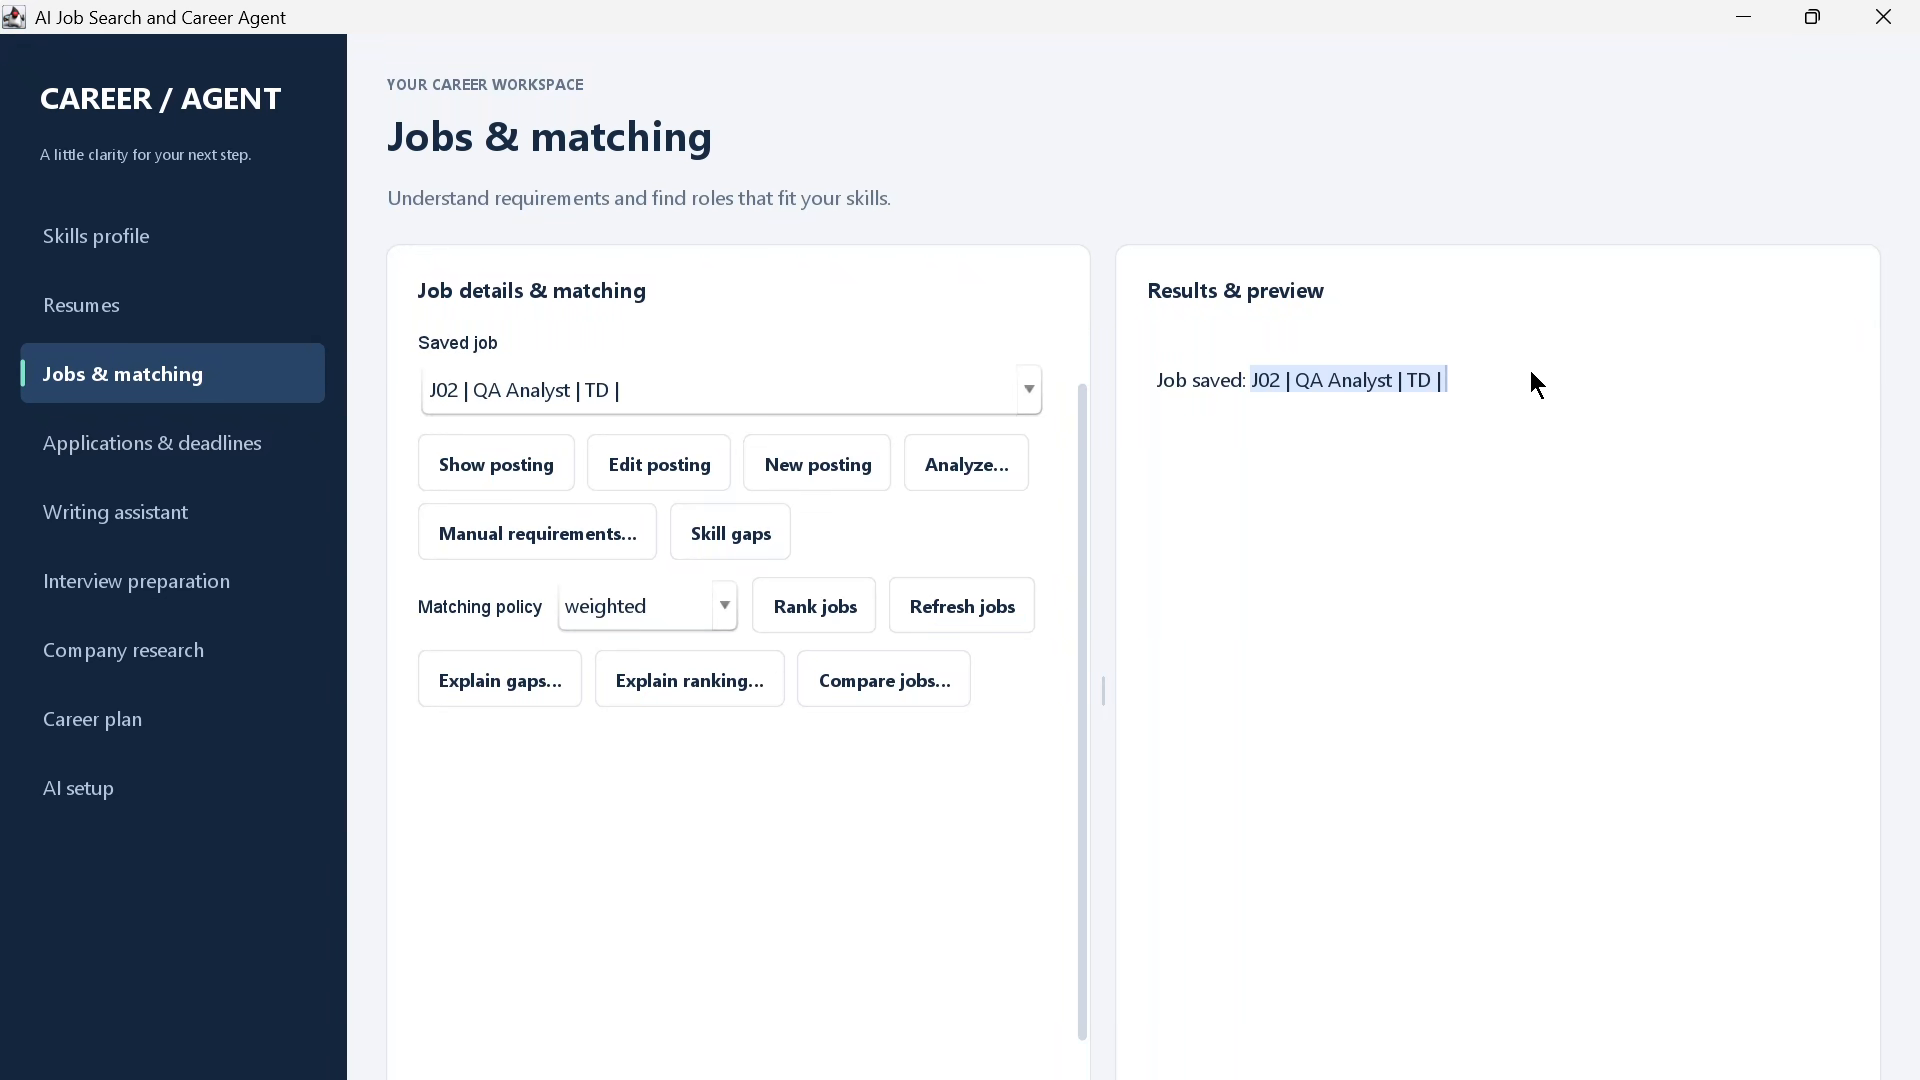 AI Job Search and Career Agent
CAREER / AGENT
A little clarity for your next step.
Skills profile
Resumes
Jobs & matching
Applications & deadlines
Writing assistant
Interview preparation
Company research
Career plan
AI setup
YOUR CAREER WORKSPACE
Jobs & matching
Understand requirements and find roles that fit your skills.
Job details & matching
Saved job
J02 | QA Analyst | TD |
Show posting Edit posting New posting Analyze...
Manual requirements... Skill gaps
Matching policy weighted Rank jobs Refresh jobs
Explain gaps... Explain ranking... Compare jobs...
Results & preview
Job saved: J02 | QA Analyst | TD |